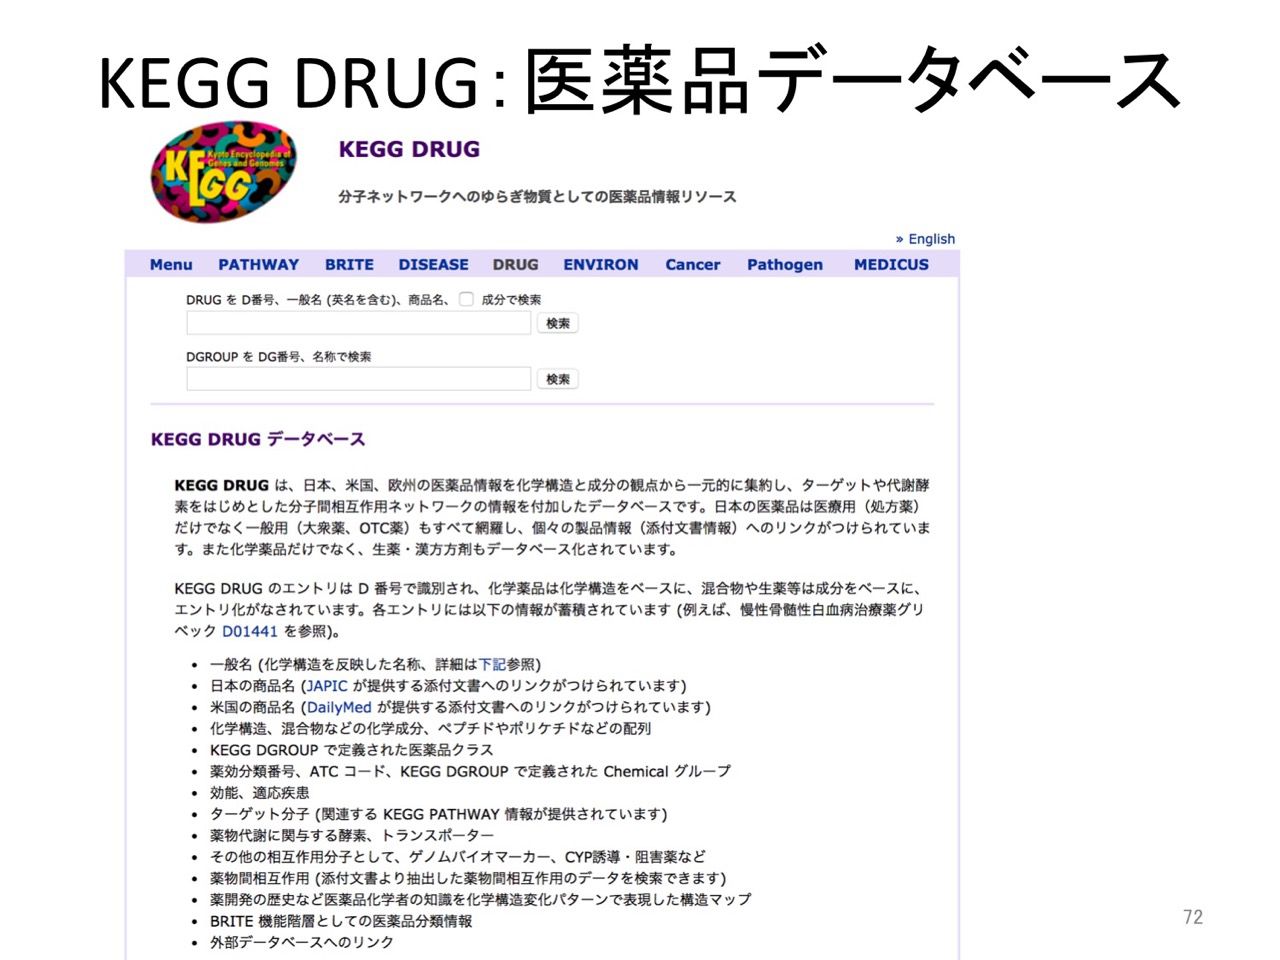 KEGG DRUG：医薬品データベース
KEGG
Kyoto Encyclopedia of
Genes and Genomes
KEGG DRUG
分子ネットワークへのゆらぎ物質としての医薬品情報リソース
» English
Menu PATHWAY BRITE DISEASE DRUG ENVIRON Cancer Pathogen MEDICUS
DRUG を D番号、一般名 (英名を含む)、商品名、 成分で検索
検索
DGROUP を DG番号、名称で検索
検索
KEGG DRUG データベース
KEGG DRUG は、日本、米国、欧州の医薬品情報を化学構造と成分の観点から一元的に集約し、ターゲットや代謝酵
素をはじめとした分子間相互作用ネットワークの情報を付加したデータベースです。日本の医薬品は医療用（処方薬）
だけでなく一般用（大衆薬、OTC薬）もすべて網羅し、個々の製品情報（添付文書情報）へのリンクがつけられていま
す。また化学薬品だけでなく、生薬・漢方方剤もデータベース化されています。
KEGG DRUG のエントリは D 番号で識別され、化学薬品は化学構造をベースに、混合物や生薬等は成分をベースに、
エントリ化がなされています。各エントリには以下の情報が蓄積されています (例えば、慢性骨髄性白血病治療薬グリ
ベック D01441 を参照)。
• 一般名 (化学構造を反映した名称、詳細は下記参照)
• 日本の商品名 (JAPIC が提供する添付文書へのリンクがつけられています)
• 米国の商品名 (DailyMed が提供する添付文書へのリンクがつけられています)
• 化学構造、混合物などの化学成分、ペプチドやポリケチドなどの配列
• KEGG DGROUP で定義された医薬品クラス
• 薬効分類番号、ATC コード、KEGG DGROUP で定義された Chemical グループ
• 効能、適応疾患
• ターゲット分子 (関連する KEGG PATHWAY 情報が提供されています)
• 薬物代謝に関与する酵素、トランスポーター
• その他の相互作用分子として、ゲノムバイオマーカー、CYP誘導・阻害薬など
• 薬物間相互作用 (添付文書より抽出した薬物間相互作用のデータを検索できます)
• 薬開発の歴史など医薬品化学者の知識を化学構造変化パターンで表現した構造マップ
• BRITE 機能階層としての医薬品分類情報
• 外部データベースへのリンク
72